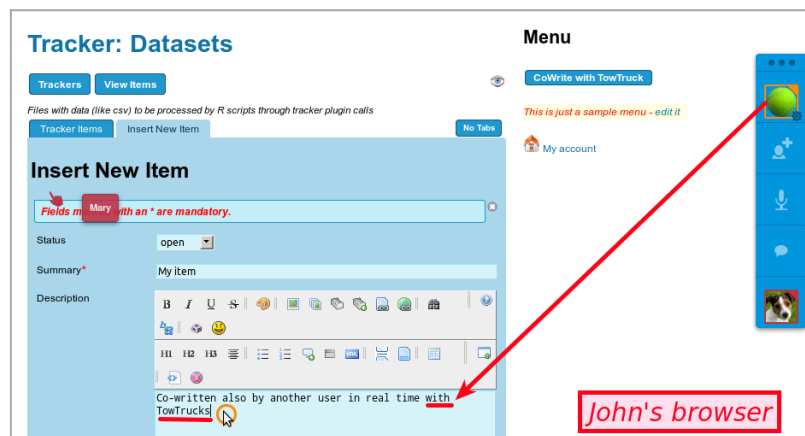 Tracker: Datasets
Menu
Trackers
View Items
CoWrite with TowTruck
Files with data (like csv) to be processed by R scripts through tracker plugin calls
This is just a sample menu - edit it
Tracker Items
Insert New Item
No Tabs
My account
Insert New Item
Mary
Fields m with an * are mandatory.
Status
open
Summary*
My item
Description
B I U S
H1 H2 H3
Co-written also by another user in real time with
TowTrucks
John's browser